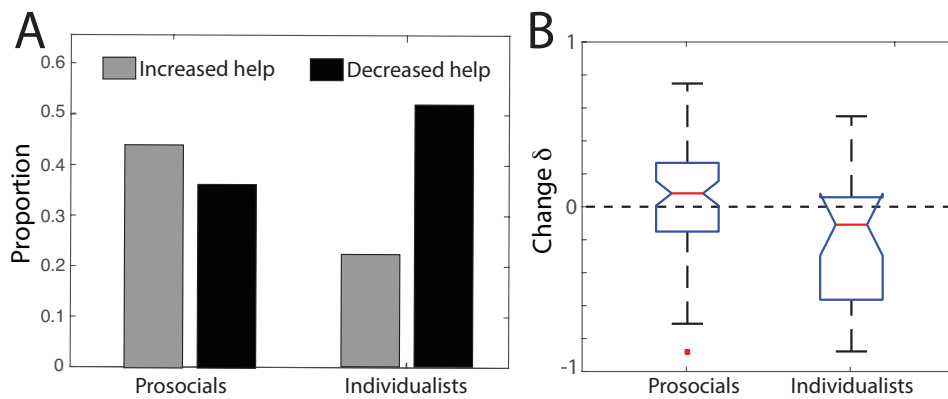 A
Proportion
0.6
0.5
0.4
0.3
0.2
0.1
0
Increased help
Decreased help
Prosocials
Individualists
B
Change δ
1
0
-1
Prosocials
Individualists